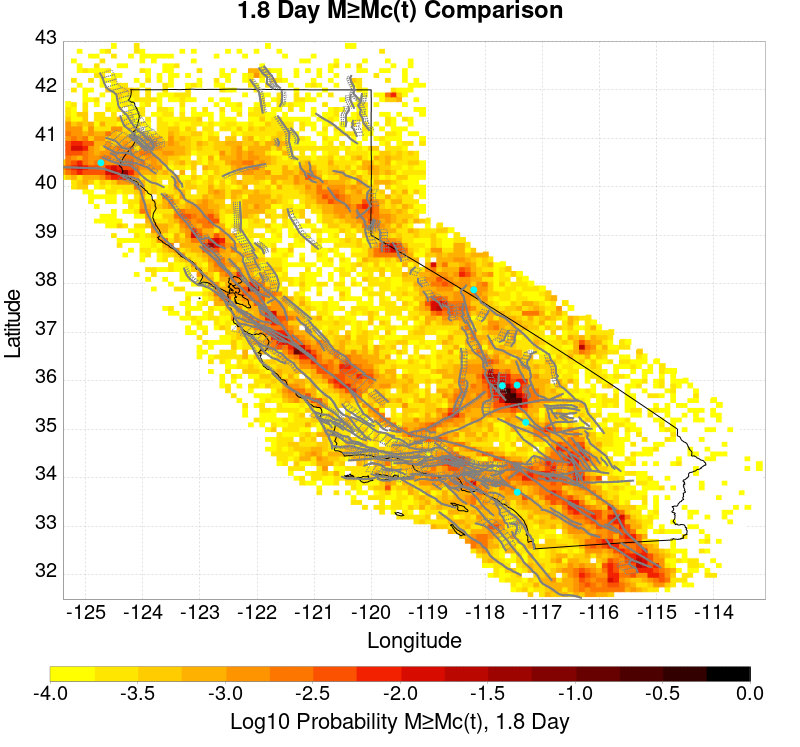 1.8 Day M≥Mc(t) Comparison
43
42
41
40
39
38
37
36
35
34
33
32
Latitude
-125 -124 -123 -122 -121 -120 -119 -118 -117 -116 -115 -114
Longitude
-4.0 -3.5 -3.0 -2.5 -2.0 -1.5 -1.0 -0.5 0.0
Log10 Probability M≥Mc(t), 1.8 Day